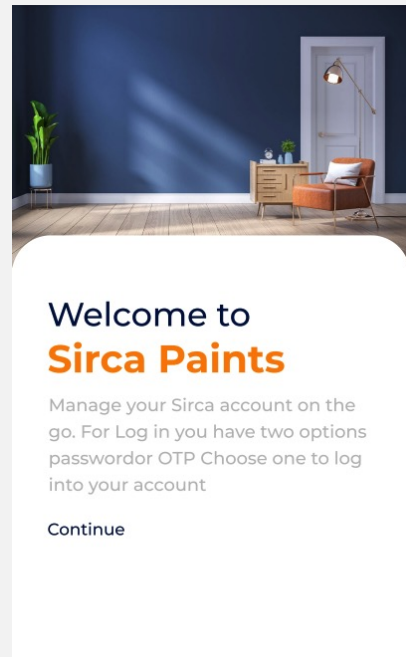 Welcome to
Sirca Paints
Manage your Sirca account on the
go. For Log in you have two options
passwordor OTP Choose one to log
into your account
Continue